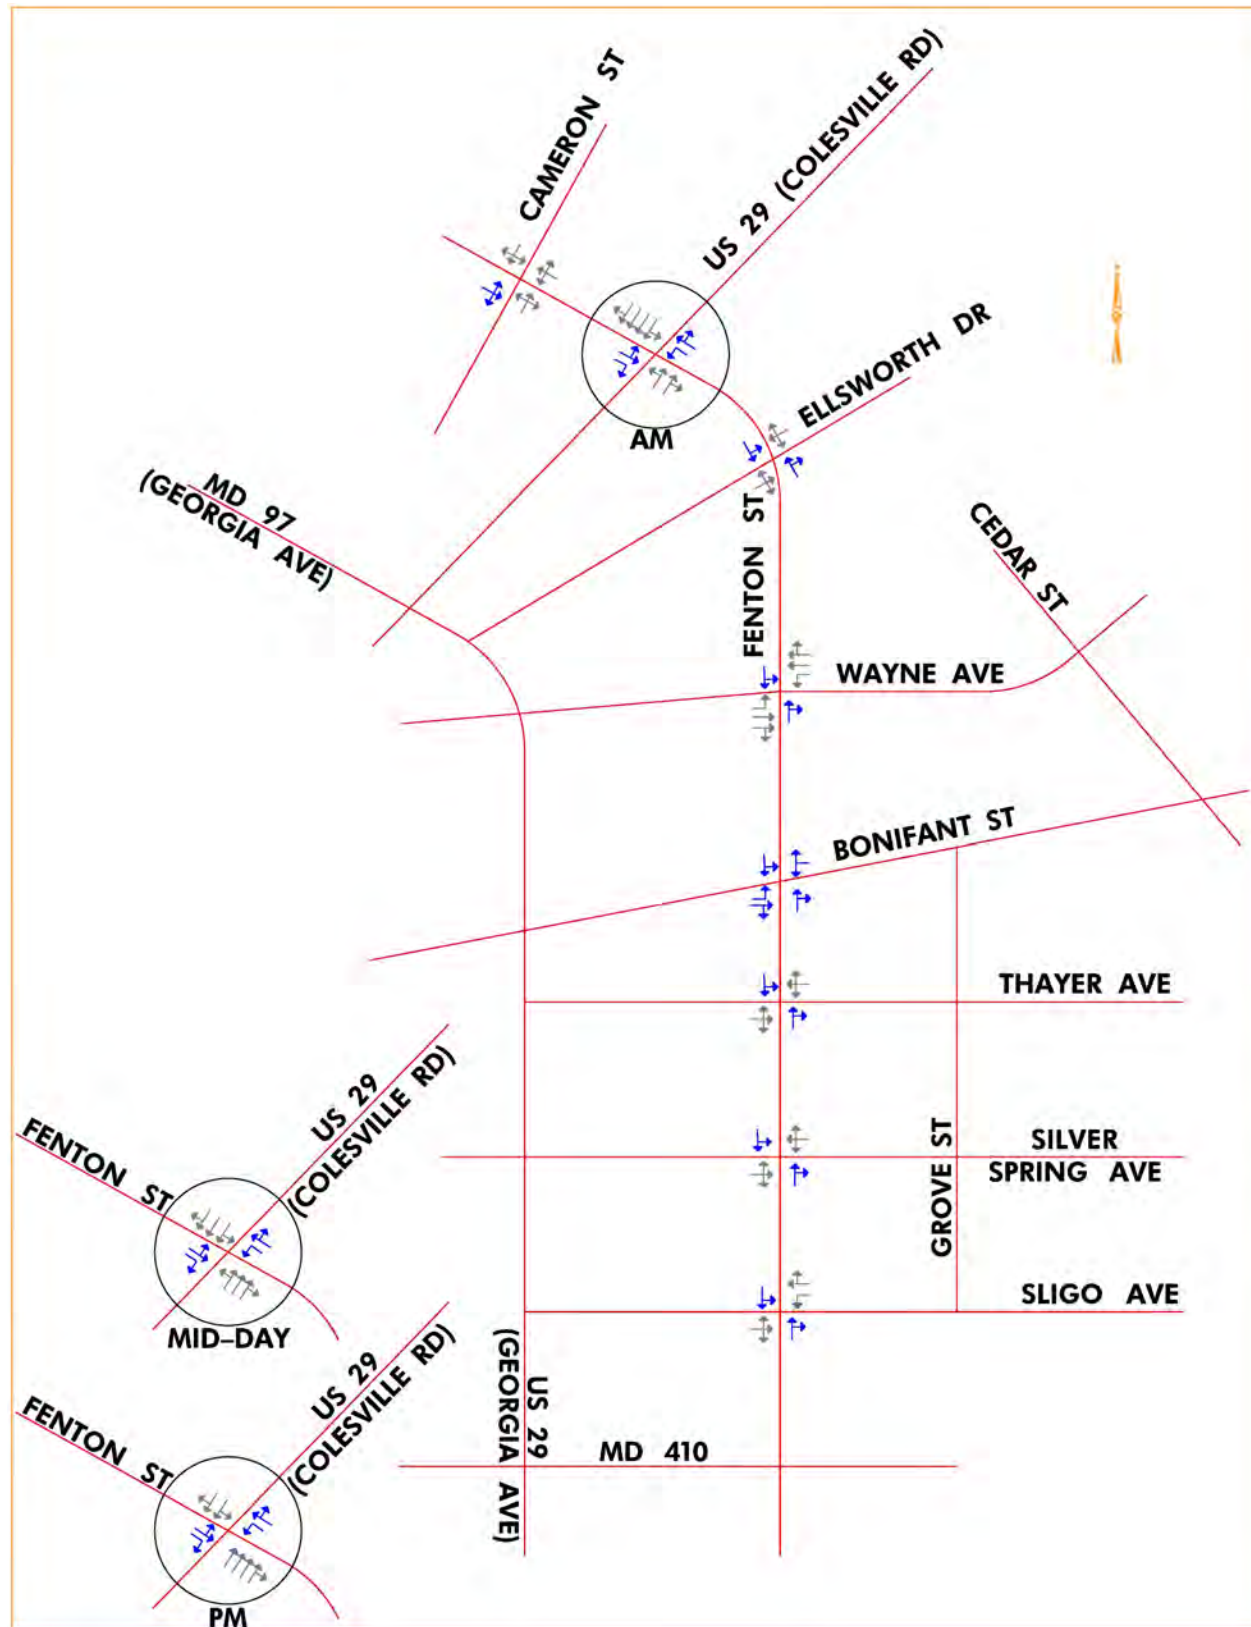 CAMERON ST
US 29 (COLESVILLE RD)
ELLSWORTH DR
AM
MD 97
(GEORGIA AVE)
FENTON ST
CEDAR ST
WAYNE AVE
BONIFANT ST
THAYER AVE
GROVE ST
SILVER
SPRING AVE
SLIGO AVE
US 29
(GEORGIA AVE)
MD 410
FENTON ST
US 29
(COLESVILLE RD)
MID-DAY
FENTON ST
US 29
(COLESVILLE RD)
PM